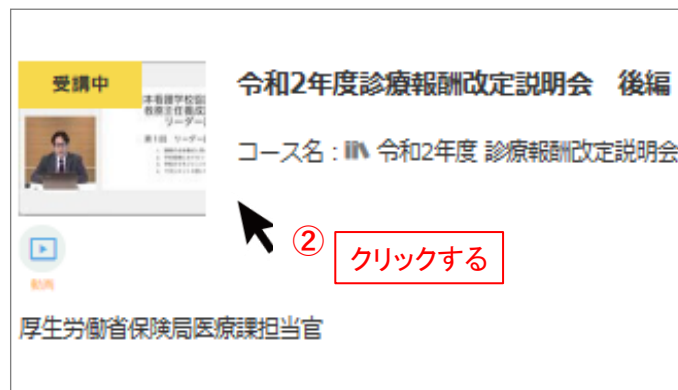 受講中
令和2年度診療報酬改定説明会　後編
コース名：令和2年度 診療報酬改定説明会
②
クリックする
動画
厚生労働省保険局医療課担当官